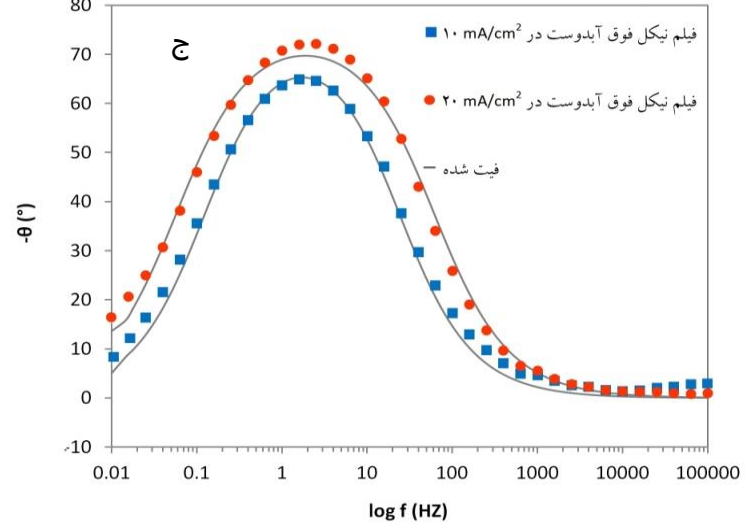 ج
فیلم نیکل فوق آبدوست در ۱۰ mA/cm²
فیلم نیکل فوق آبدوست در ۲۰ mA/cm²
فیت شده
-θ (°)
80
70
60
50
40
30
20
10
0
-10
0.01 0.1 1 10 100 1000 10000 100000
log f (HZ)